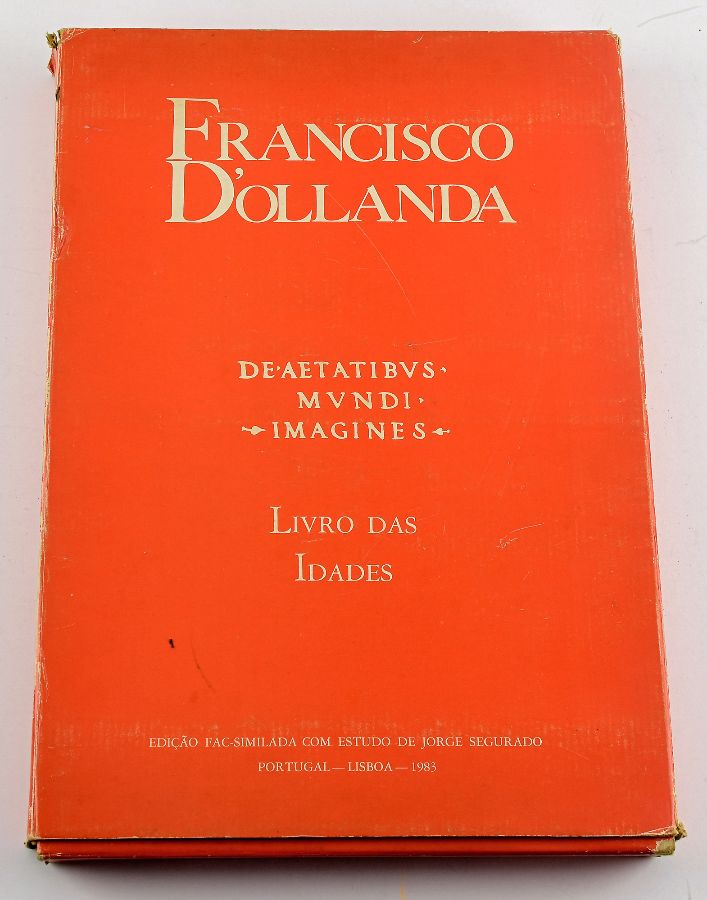 FRANCISCO
D'OLLANDA
DE·AETATIBVS·
MVNDI·
IMAGINES
LIVRO DAS
IDADES
EDIÇÃO FAC-SIMILADA COM ESTUDO DE JORGE SEGURADO
PORTUGAL — LISBOA — 1983